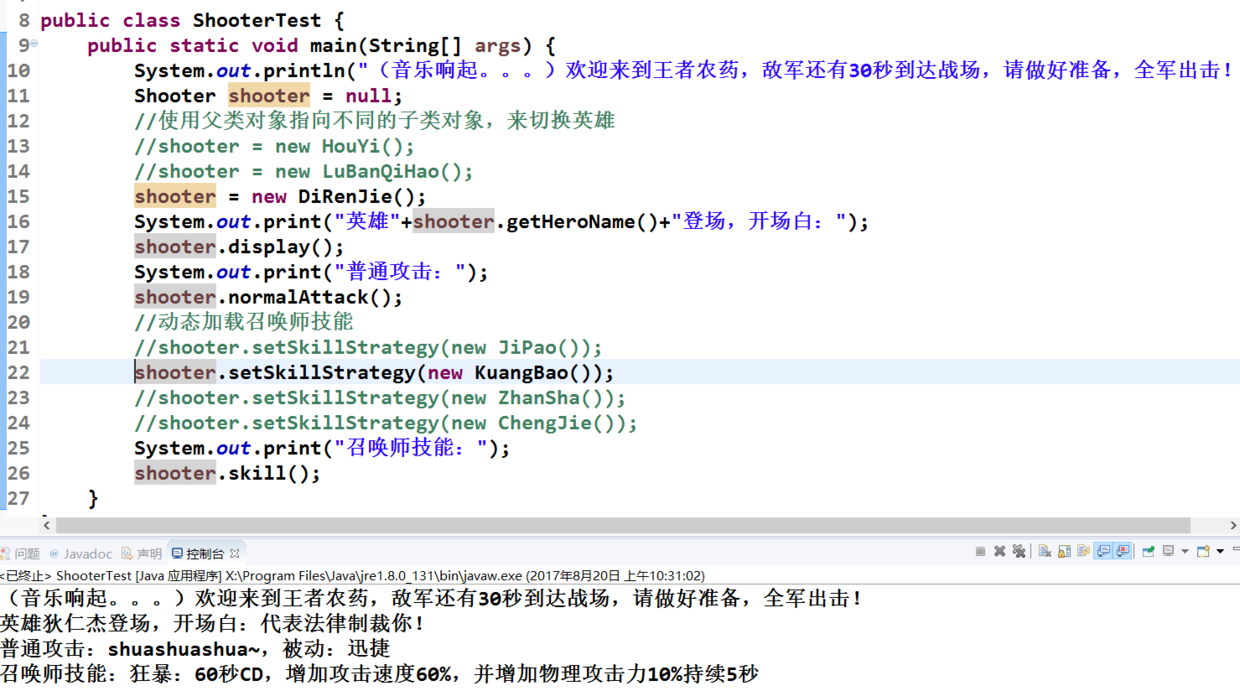 8 public class ShooterTest {
9 public static void main(String[] args) {
10 System.out.println("（音乐响起。。。）欢迎来到王者农药，敌军还有30秒到达战场，请做好准备，全军出击！
11 Shooter shooter = null;
12 //使用父类对象指向不同的子类对象，来切换英雄
13 //shooter = new HouYi();
14 //shooter = new LuBanQiHao();
15 shooter = new DiRenJie();
16 System.out.print("英雄"+shooter.getHeroName()+"登场，开场白：");
17 shooter.display();
18 System.out.print("普通攻击：");
19 shooter.normalAttack();
20 //动态加载召唤师技能
21 //shooter.setSkillStrategy(new JiPao());
22 shooter.setSkillStrategy(new KuangBao());
23 //shooter.setSkillStrategy(new ZhanSha());
24 //shooter.setSkillStrategy(new ChengJie());
25 System.out.print("召唤师技能：");
26 shooter.skill();
27 }
问题 @ Javadoc 声明 控制台
<已终止> ShooterTest [Java 应用程序] X:\Program Files\Java\jre1.8.0_131\bin\javaw.exe (2017年8月20日 上午10:31:02)
（音乐响起。。。）欢迎来到王者农药，敌军还有30秒到达战场，请做好准备，全军出击！
英雄狄仁杰登场，开场白：代表法律制裁你！
普通攻击：shuashuashua~，被动：迅捷
召唤师技能：狂暴：60秒CD，增加攻击速度60%，并增加物理攻击力10%持续5秒